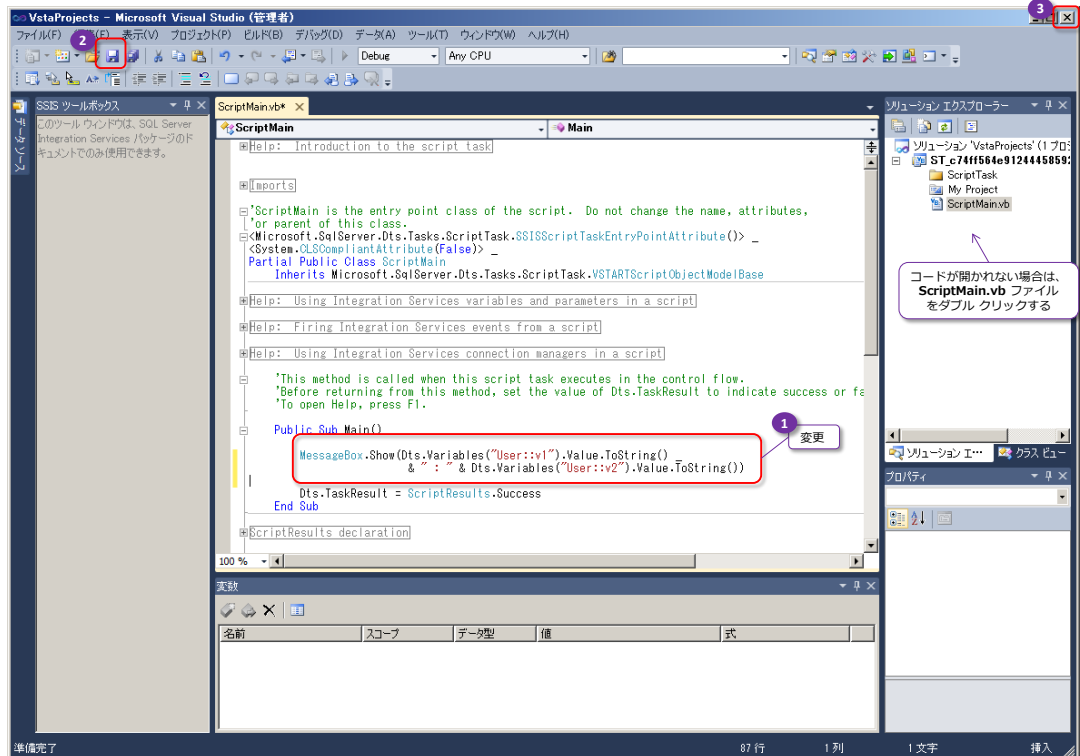 3
VstaProjects - Microsoft Visual Studio (管理者)
2
ファイル(F) (E) 表示(V) プロジェクト(P) ビルド(B) デバッグ(D) データ(A) ツール(T) ウィンドウ(W) ヘルプ(H)
Debug Any CPU
データ ソース
SSIS ツールボックス
このツール ウィンドウは、SQL Server
Integration Services パッケージのド
キュメントでのみ使用できます。
ScriptMain.vb*
ScriptMain Main
Help: Introduction to the script task
Imports
'ScriptMain is the entry point class of the script. Do not change the name, attributes,
'or parent of this class.
<Microsoft.SqlServer.Dts.Tasks.ScriptTask.SSISScriptTaskEntryPointAttribute()> _
<System.CLSCompliantAttribute(False)> _
Partial Public Class ScriptMain
Inherits Microsoft.SqlServer.Dts.Tasks.ScriptTask.VSTARTScriptObjectModelBase
Help: Using Integration Services variables and parameters in a script
Help: Firing Integration Services events from a script
Help: Using Integration Services connection managers in a script
'This method is called when this script task executes in the control flow.
'Before returning from this method, set the value of Dts.TaskResult to indicate success or fa
'To open Help, press F1.
Public Sub Main()
MessageBox.Show(Dts.Variables("User::v1").Value.ToString() _
& " : " & Dts.Variables("User::v2").Value.ToString())
Dts.TaskResult = ScriptResults.Success
End Sub
ScriptResults declaration
1
変更
100 %
変数
名前 スコープ データ型 値 式
ソリューション エクスプローラー
ソリューション 'VstaProjects' (1 プロ
ST_c74ff564e9124445859
ScriptTask
My Project
ScriptMain.vb
コードが開かれない場合は、
ScriptMain.vb ファイル
をダブル クリックする
ソリューション エ… クラス ビュー
プロパティ
準備完了 87 行 1 列 1 文字 挿入